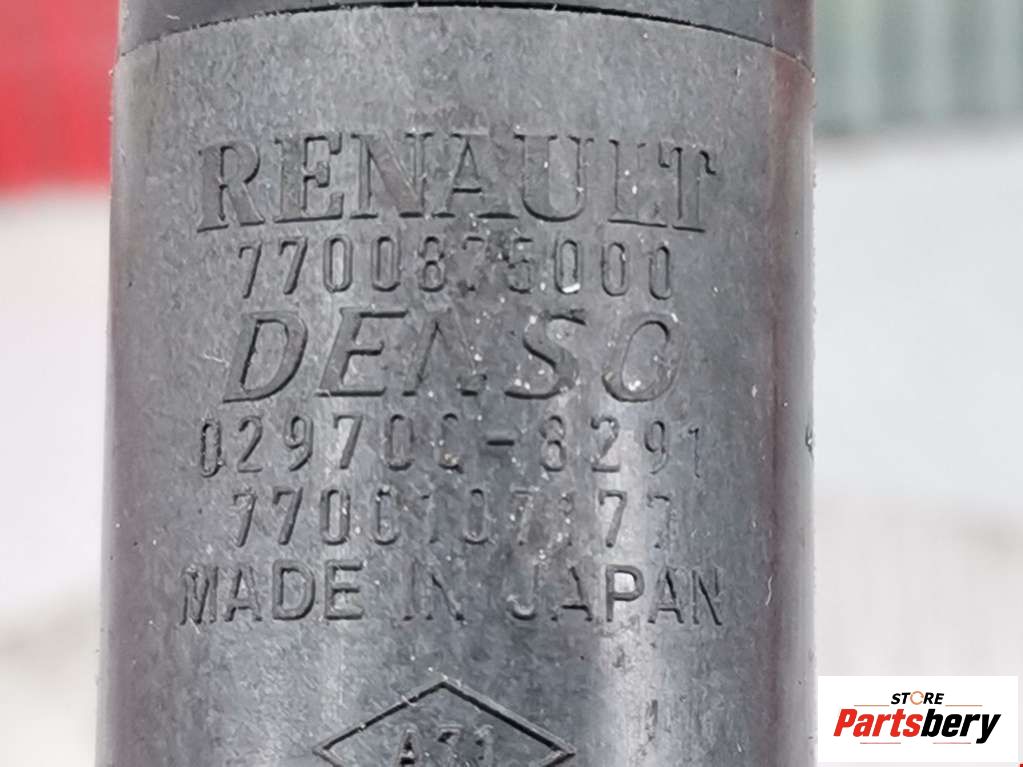 RENAULT
7700875000
DENSO
029700-8291
7700107177
MADE IN JAPAN
STORE
Partsbery